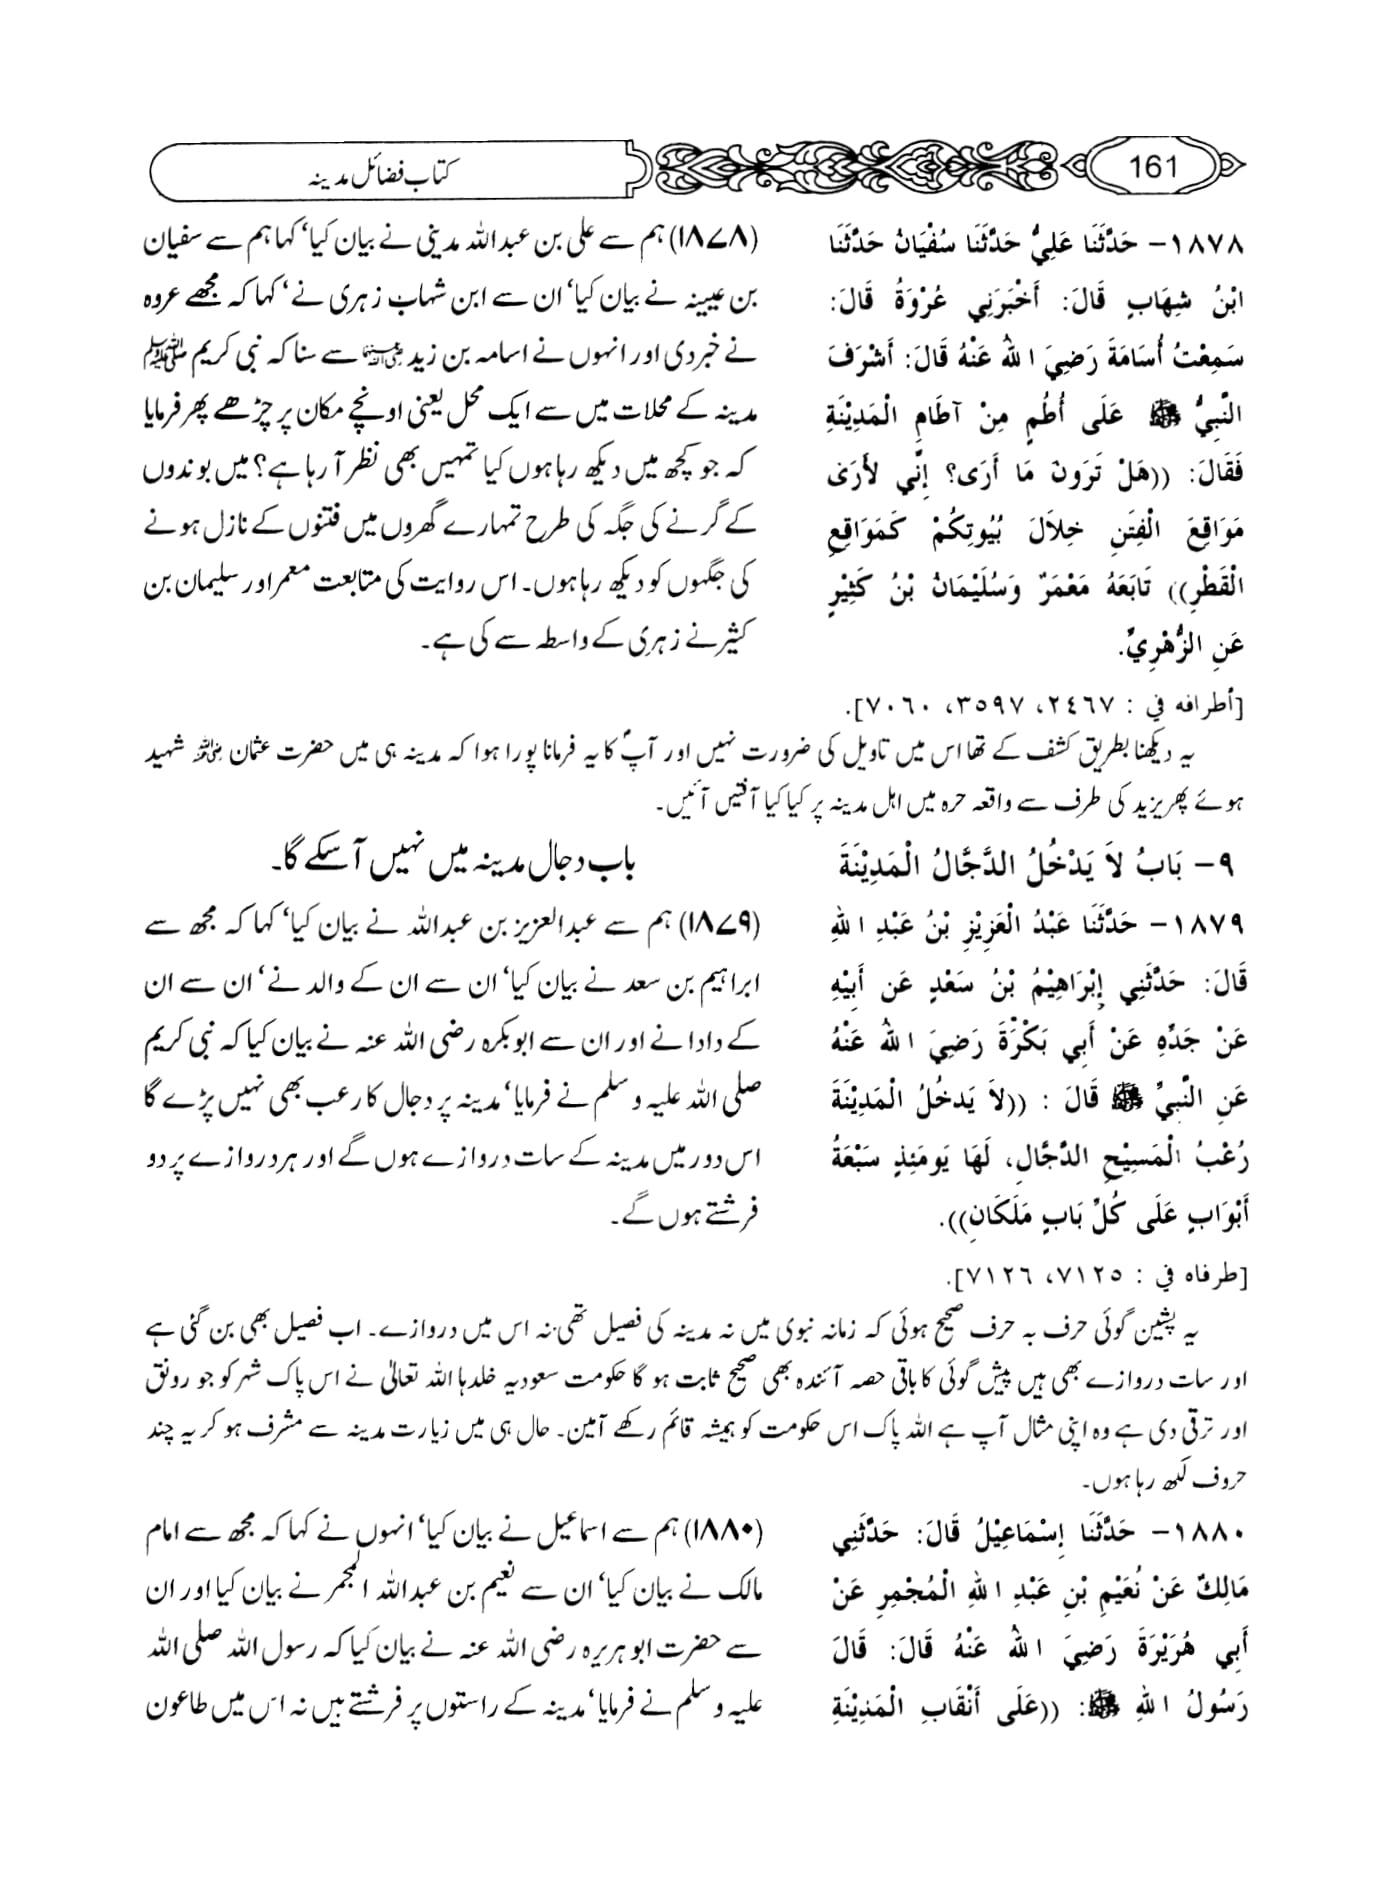 161
کتاب فضائل مدینہ
١٨٧٨- حَدَّثَنَا عَلِيٌّ حَدَّثَنَا سُفْيَانُ حَدَّثَنَا
ابْنُ شِهَابٍ قَالَ: أَخْبَرَنِي عُرْوَةُ قَالَ:
سَمِعْتُ أُسَامَةَ رَضِيَ اللهُ عَنْهُ قَالَ: أَشْرَفَ
النَّبِيُّ ﷺ عَلَى أُطُمٍ مِنْ آطَامِ الْمَدِيْنَةِ
فَقَالَ: ((هَلْ تَرَوْنَ مَا أَرَى؟ إِنِّي لأَرَىَ
مَوَاقِعَ الْفِتَنِ خِلاَلَ بُيُوتِكُمْ كَمَوَاقِعِ
الْقَطْرِ)) تَابَعَهُ مَعْمَرٌ وَسُلَيْمَانُ بْنُ كَثِيْرٍ
عَنِ الزُّهْرِيِّ.
[أطرافه في : ٢٤٦٧، ٣٥٩٧، ٧٠٦٠].
(۱۸۷۸) ہم سے علی بن عبداللہ مدینی نے بیان کیا‘ کہا ہم سے سفیان
بن عیینہ نے بیان کیا‘ ان سے ابن شہاب زہری نے ‘ کہا کہ مجھے عروہ
نے خبر دی اور انہوں نے اسامہ بن زید رضی اللہ عنہما سے سنا کہ نبی کریم ﷺ
مدینہ کے محلات میں سے ایک محل یعنی اونچے مکان پر چڑھے پھر فرمایا
کہ جو کچھ میں دیکھ رہا ہوں کیا تمہیں بھی نظر آ رہا ہے؟ میں بوندوں
کے گرنے کی جگہ کی طرح تمہارے گھروں میں فتنوں کے نازل ہونے
کی جگہوں کو دیکھ رہا ہوں۔ اس روایت کی متابعت معمر اور سلیمان بن
کثیر نے زہری کے واسطہ سے کی ہے۔
یہ دیکھنا بطریق کشف کے تھا اس میں تاویل کی ضرورت نہیں اور آپؐ کا یہ فرمانا پورا ہوا کہ مدینہ ہی میں حضرت عثمان رضی اللہ عنہ شہید
ہوئے پھر یزید کی طرف سے واقعہ حرہ میں اہل مدینہ پر کیا کیا آفتیں آئیں۔
٩- بَابُ لاَ يَدْخُلُ الدَّجَّالُ الْمَدِيْنَةَ
باب دجال مدینہ میں نہیں آ سکے گا۔
١٨٧٩- حَدَّثَنَا عَبْدُ الْعَزِيْزِ بْنُ عَبْدِ اللهِ
قَالَ: حَدَّثَنِي إِبْرَاهِيْمُ بْنُ سَعْدٍ عَن أَبِيْهِ
عَنْ جَدِّهِ عَنْ أَبِي بَكْرَةَ رَضِيَ اللهُ عَنْهُ
عَنِ النَّبِيِّ ﷺ قَالَ : ((لاَ يَدخُلُ الْمَدِيْنَةَ
رُعْبُ الْمَسِيْحِ الدَّجَّالِ، لَهَا يَومَئِذٍ سَبْعَةُ
أَبْوَابٍ عَلَى كُلِّ بَابٍ مَلَكَانِ)).
[طرفاه في : ٧١٢٥، ٧١٢٦].
(۱۸۷۹) ہم سے عبدالعزیز بن عبداللہ نے بیان کیا‘ کہا کہ مجھ سے
ابراہیم بن سعد نے بیان کیا‘ ان سے ان کے والد نے ‘ ان سے ان
کے دادا نے اور ان سے ابوبکرہ رضی اللہ عنہ نے بیان کیا کہ نبی کریم
صلی اللہ علیہ و سلم نے فرمایا‘ مدینہ پر دجال کا رعب بھی نہیں پڑے گا
اس دور میں مدینہ کے سات دروازے ہوں گے اور ہر دروازے پر دو
فرشتے ہوں گے۔
یہ پشین گوئی حرف بہ حرف صحیح ہوئی کہ زمانہ نبوی میں نہ مدینہ کی فصیل تھی نہ اس میں دروازے۔ اب فصیل بھی بن گئی ہے
اور سات دروازے بھی ہیں پیش گوئی کا باقی حصہ آئندہ بھی صحیح ثابت ہو گا حکومت سعودیہ خلدہا اللہ تعالیٰ نے اس پاک شہر کو جو رونق
اور ترقی دی ہے وہ اپنی مثال آپ ہے اللہ پاک اس حکومت کو ہمیشہ قائم رکھے آمین۔ حال ہی میں زیارت مدینہ سے مشرف ہو کر یہ چند
حروف لکھ رہا ہوں۔
١٨٨٠- حَدَّثَنَا إِسْمَاعِيْلُ قَالَ: حَدَّثَنِي
مَالِكٌ عَنْ نُعَيْمِ بْنِ عَبْدِ اللهِ الْمُجْمِرِ عَنْ
أَبِي هُرَيْرَةَ رَضِيَ اللهُ عَنْهُ قَالَ: قَالَ
رَسُولُ اللهِ ﷺ: ((عَلَى أَنْقَابِ الْمَدِيْنَةِ
(۱۸۸۰) ہم سے اسماعیل نے بیان کیا‘ انہوں نے کہا کہ مجھ سے امام
مالک نے بیان کیا‘ ان سے نعیم بن عبداللہ المجمر نے بیان کیا اور ان
سے حضرت ابو ہریرہ رضی اللہ عنہ نے بیان کیا کہ رسول اللہ صلی اللہ
علیہ و سلم نے فرمایا‘ مدینہ کے راستوں پر فرشتے ہیں نہ اس میں طاعون